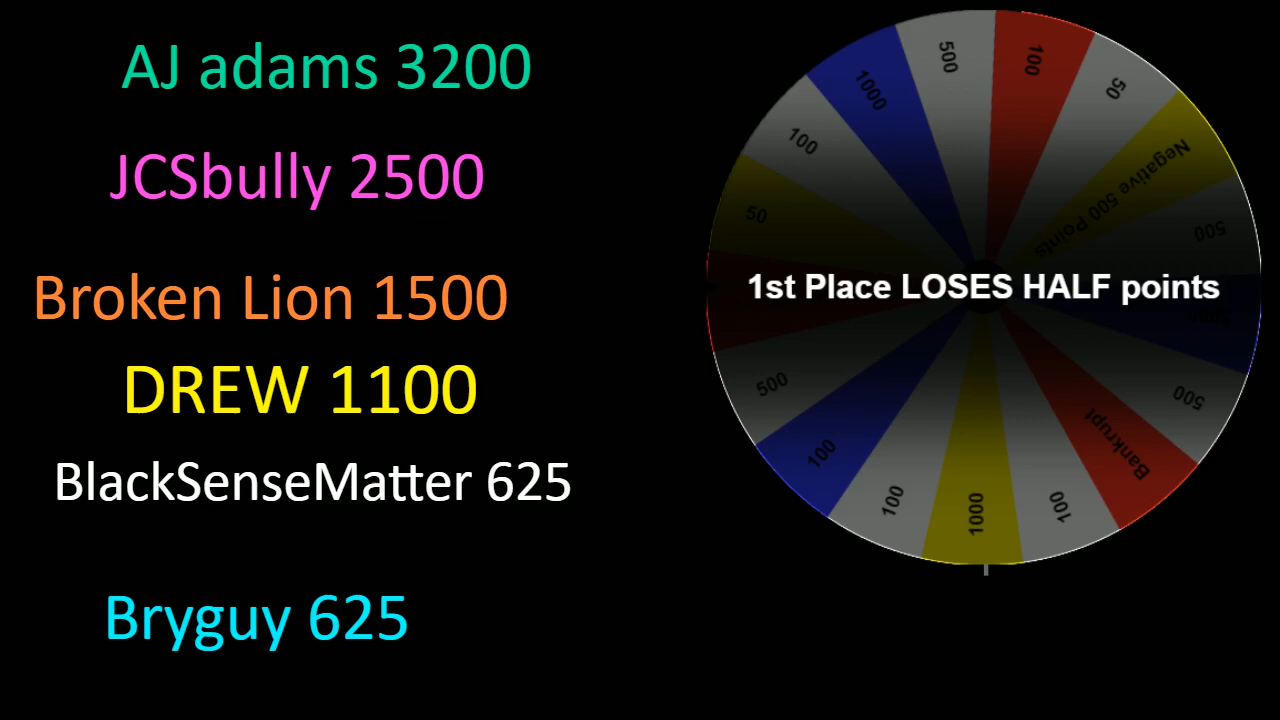 AJ adams 3200
JCSbully 2500
Broken Lion 1500
DREW 1100
BlackSenseMatter 625
Bryguy 625
500
100
50
Negative 500 Points
500
500
Bankrupt
100
1000
100
100
500
50
100
1000
1st Place LOSES HALF points